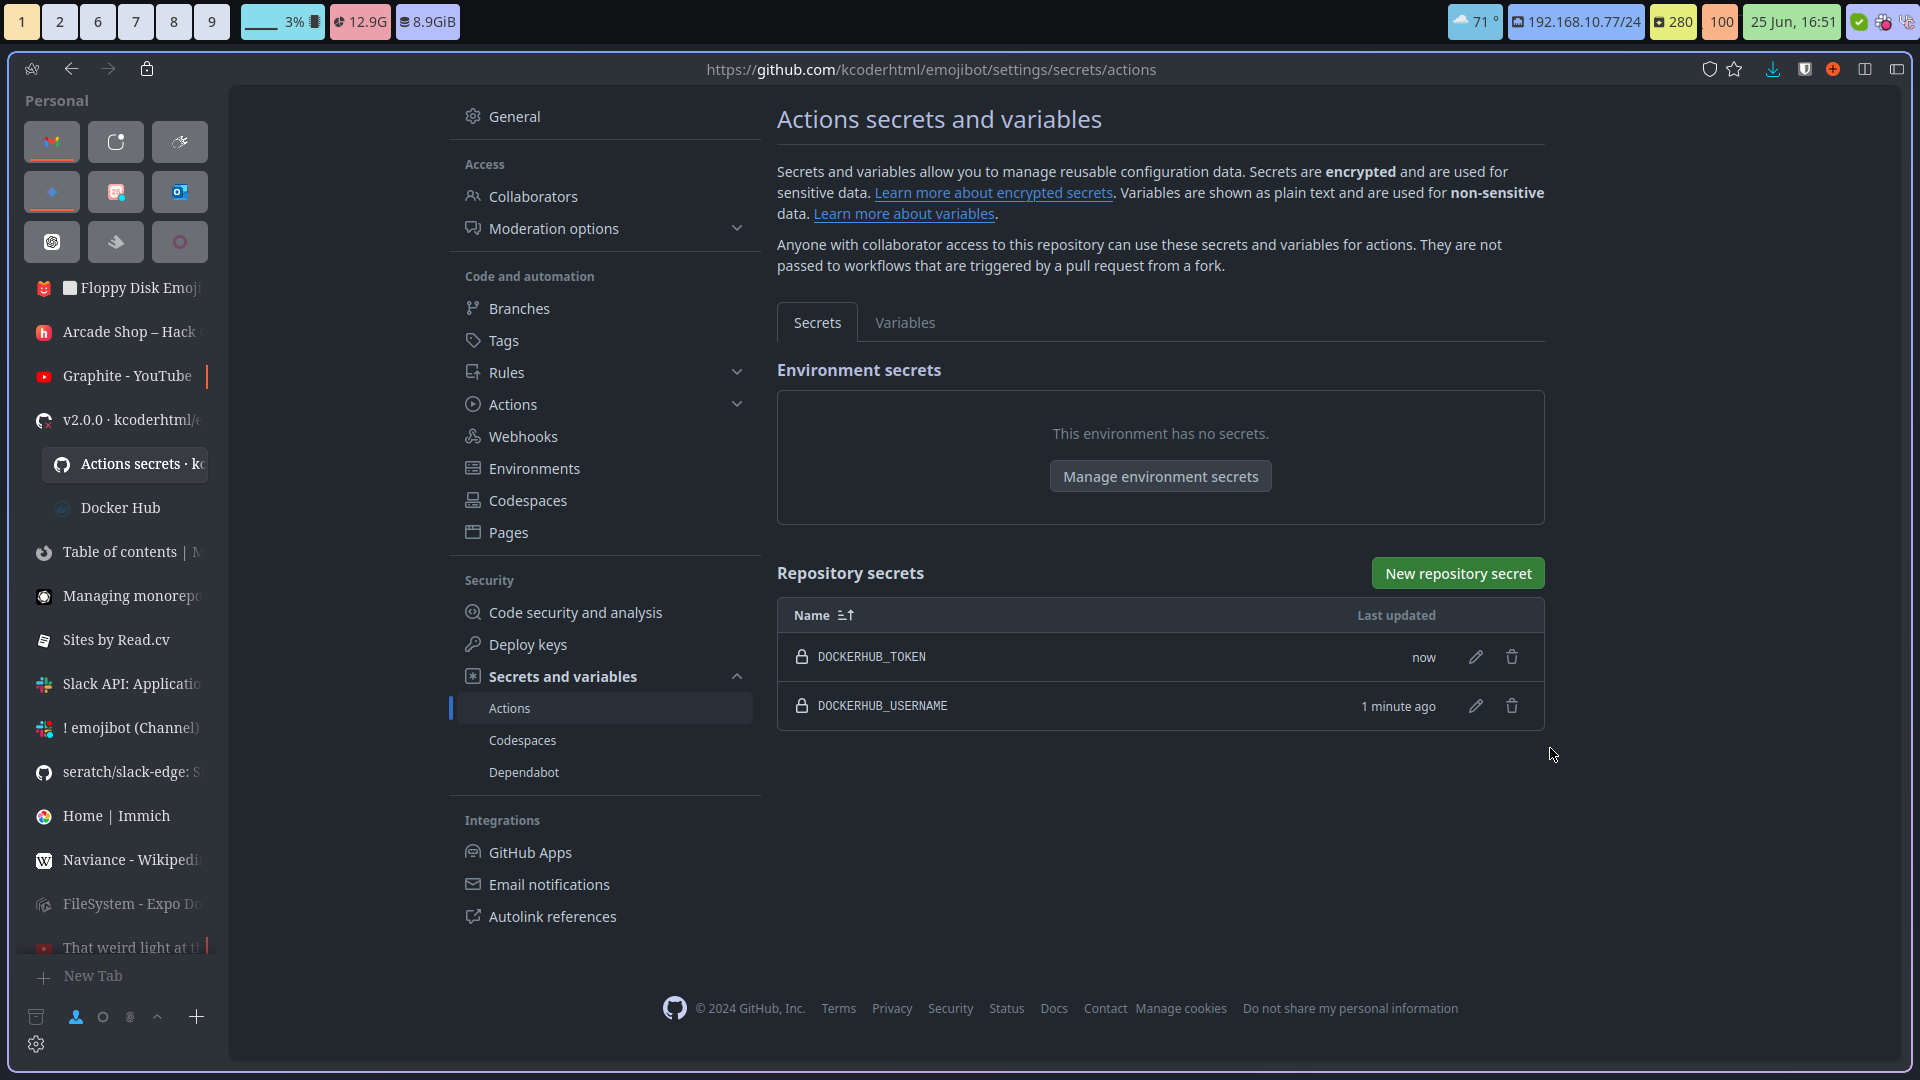 1 2 6 7 8 9 3% 12.9G 8.9GiB 71 ° 192.168.10.77/24 280 100 25 Jun, 16:51
https://github.com/kcoderhtml/emojibot/settings/secrets/actions
Personal
Floppy Disk Emoji
Arcade Shop – Hack
Graphite - YouTube
v2.0.0 · kcoderhtml/e
Actions secrets · kc
Docker Hub
Table of contents | M
Managing monorepo
Sites by Read.cv
Slack API: Applicatio
! emojibot (Channel)
seratch/slack-edge: S
Home | Immich
Naviance - Wikipedi
FileSystem - Expo Do
That weird light at t
New Tab
General
Access
Collaborators
Moderation options
Code and automation
Branches
Tags
Rules
Actions
Webhooks
Environments
Codespaces
Pages
Security
Code security and analysis
Deploy keys
Secrets and variables
Actions
Codespaces
Dependabot
Integrations
GitHub Apps
Email notifications
Autolink references
Actions secrets and variables
Secrets and variables allow you to manage reusable configuration data. Secrets are encrypted and are used for
sensitive data. Learn more about encrypted secrets. Variables are shown as plain text and are used for non-sensitive
data. Learn more about variables.
Anyone with collaborator access to this repository can use these secrets and variables for actions. They are not
passed to workflows that are triggered by a pull request from a fork.
Secrets Variables
Environment secrets
This environment has no secrets.
Manage environment secrets
Repository secrets New repository secret
Name Last updated
DOCKERHUB_TOKEN now
DOCKERHUB_USERNAME 1 minute ago
© 2024 GitHub, Inc. Terms Privacy Security Status Docs Contact Manage cookies Do not share my personal information